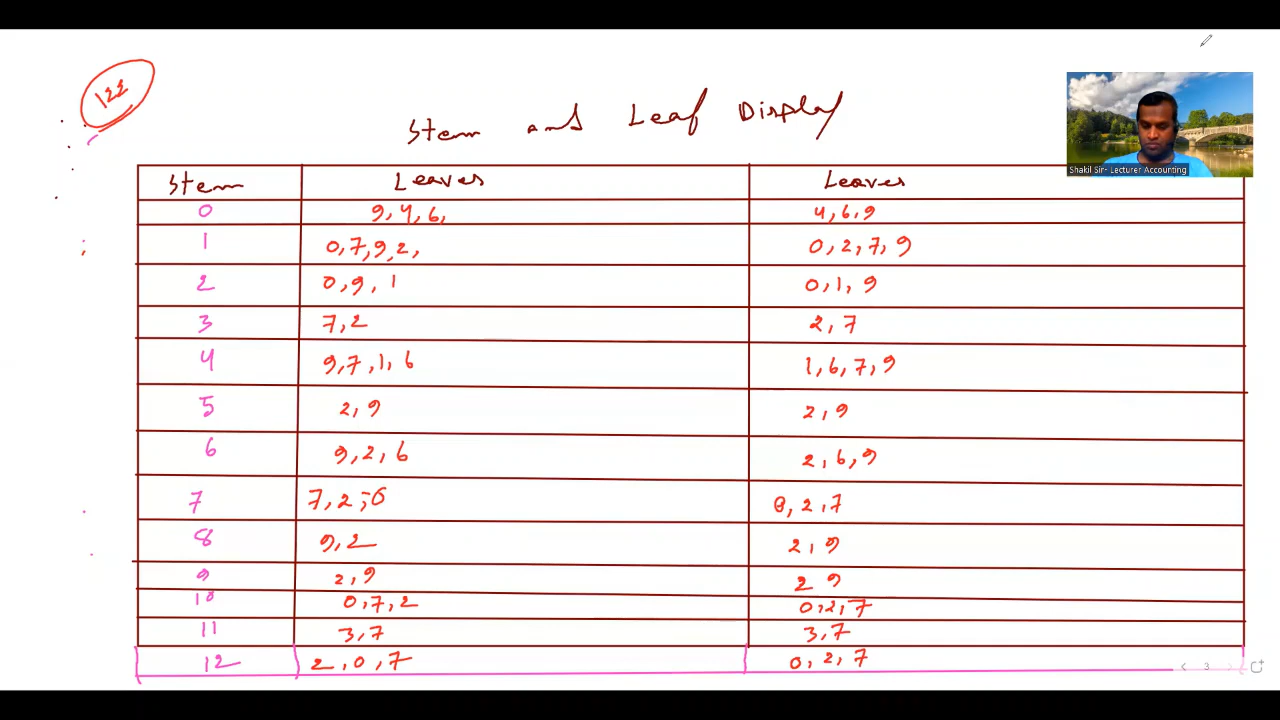 122
Stem and Leaf Display
Shakil Sir- Lecturer Accounting
Stem Leaves Leaves
0 9, 4, 6, 4, 6, 9
1 0, 7, 9, 2, 0, 2, 7, 9
2 0, 9, 1 0, 1, 9
3 7, 2 2, 7
4 9, 7, 1, 6 1, 6, 7, 9
5 2, 9 2, 9
6 9, 2, 6 2, 6, 9
7 7, 2, 0 0, 2, 7
8 9, 2 2, 9
9 2, 9 2 9
10 0, 7, 2 0, 2, 7
11 3, 7 3, 7
12 2, 0, 7 0, 2, 7
3